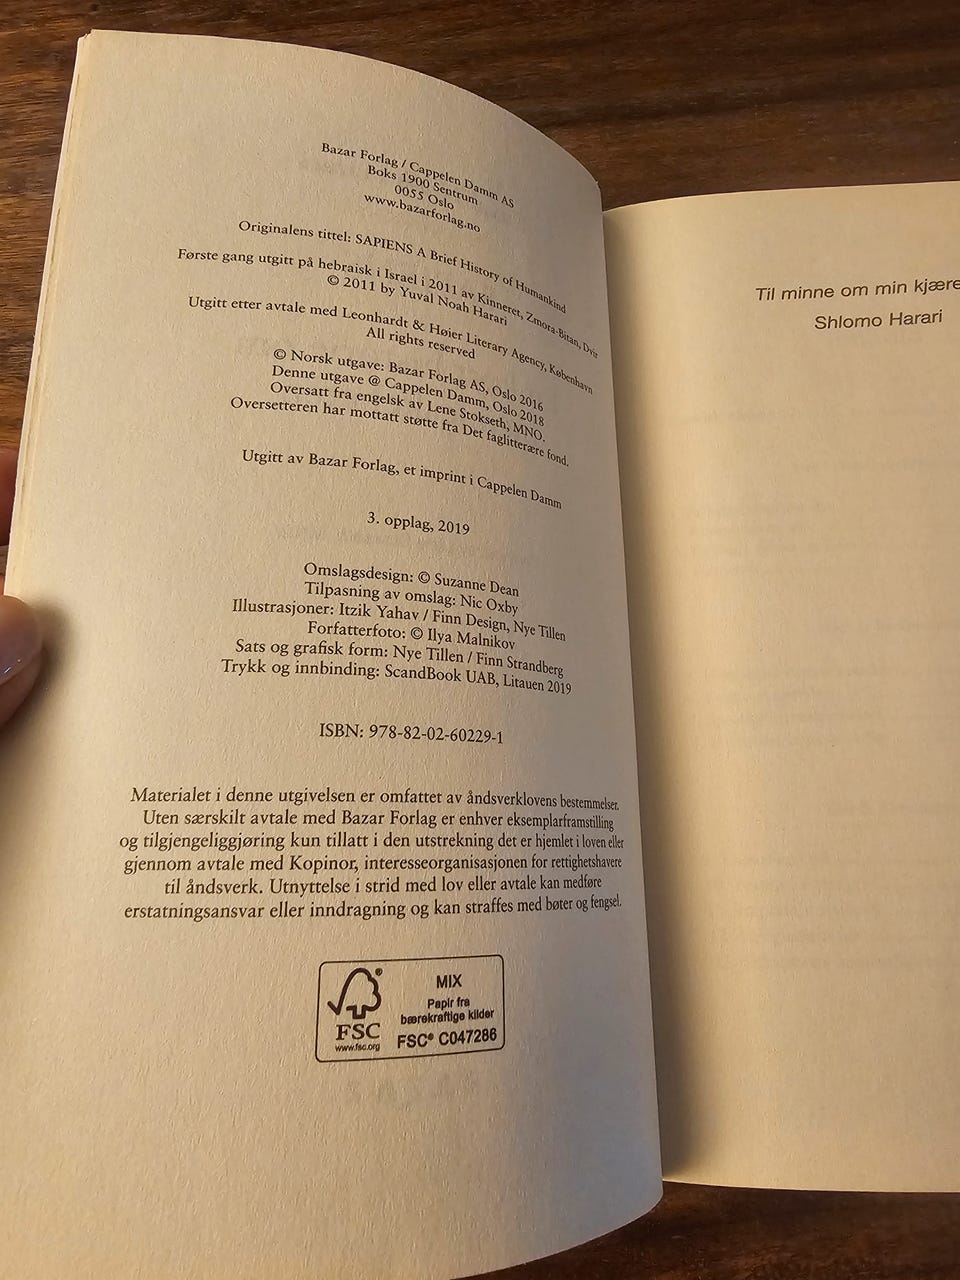 Bazar Forlag / Cappelen Damm AS
Boks 1900 Sentrum
0055 Oslo
www.bazarforlag.no
Originalens tittel: SAPIENS A Brief History of Humankind
Første gang utgitt på hebraisk i Israel i 2011 av Kinneret, Zmora-Bitan, Dvir
© 2011 by Yuval Noah Harari
Utgitt etter avtale med Leonhardt & Høier Literary Agency, København
All rights reserved
© Norsk utgave: Bazar Forlag AS, Oslo 2016
Denne utgave @ Cappelen Damm, Oslo 2018
Oversatt fra engelsk av Lene Stokseth, MNO.
Oversetteren har mottatt støtte fra Det faglitterære fond.
Utgitt av Bazar Forlag, et imprint i Cappelen Damm
3. opplag, 2019
Omslagsdesign: © Suzanne Dean
Tilpasning av omslag: Nic Oxby
Illustrasjoner: Itzik Yahav / Finn Design, Nye Tillen
Forfatterfoto: © Ilya Malnikov
Sats og grafisk form: Nye Tillen / Finn Strandberg
Trykk og innbinding: ScandBook UAB, Litauen 2019
ISBN: 978-82-02-60229-1
Materialet i denne utgivelsen er omfattet av åndsverklovens bestemmelser.
Uten særskilt avtale med Bazar Forlag er enhver eksemplarframstilling
og tilgjengeliggjøring kun tillatt i den utstrekning det er hjemlet i loven eller
gjennom avtale med Kopinor, interesseorganisasjonen for rettighetshavere
til åndsverk. Utnyttelse i strid med lov eller avtale kan medføre
erstatningsansvar eller inndragning og kan straffes med bøter og fengsel.
FSC
www.fsc.org
MIX
Papir fra
bærekraftige kilder
FSC® C047286
Til minne om min kjære
Shlomo Harari